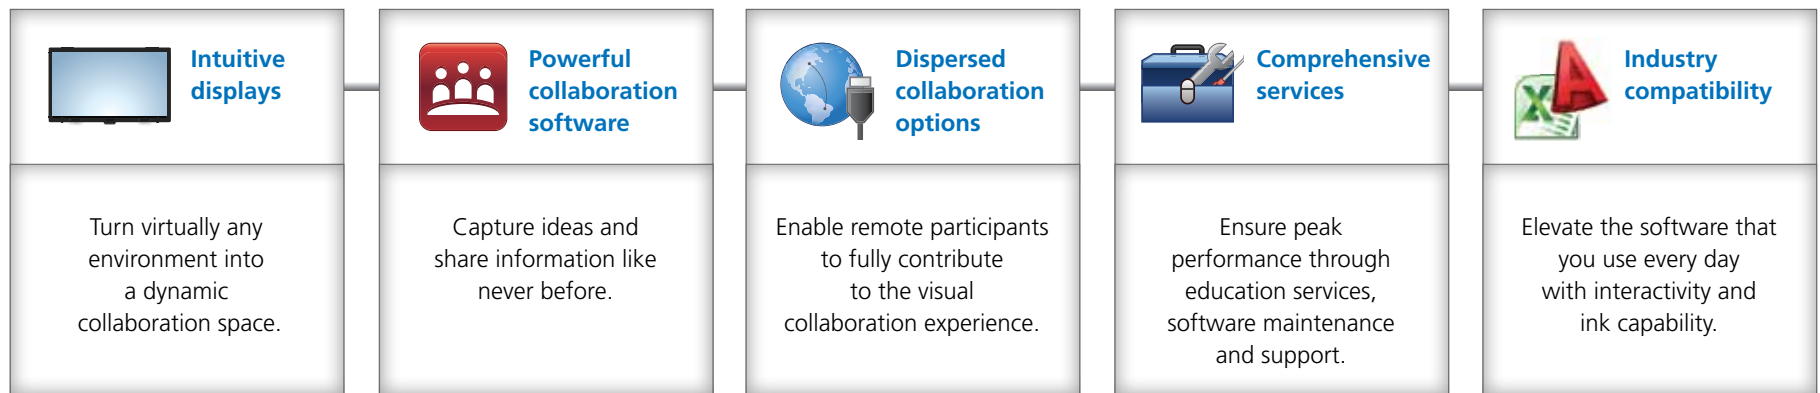 Intuitive
displays
Turn virtually any
environment into
a dynamic
collaboration space.
Powerful
collaboration
software
Capture ideas and
share information like
never before.
Dispersed
collaboration
options
Enable remote participants
to fully contribute
to the visual
collaboration experience.
Comprehensive
services
Ensure peak
performance through
education services,
software maintenance
and support.
Industry
compatibility
Elevate the software that
you use every day
with interactivity and
ink capability.